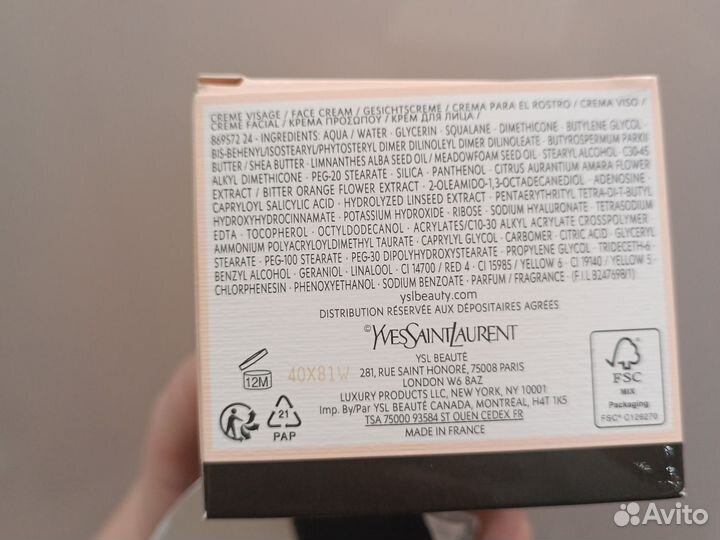 CREME VISAGE / FACE CREAM / GESICHTSCREME / CREMA PARA EL ROSTRO / CREMA VISO /
CREME FACIAL / ΚΡΕΜΑ ΠΡΟΣΩΠΟΥ / КРЕМ ДЛЯ ЛИЦА /
869572 24 - INGREDIENTS: AQUA / WATER · GLYCERIN · SQUALANE · DIMETHICONE · BUTYLENE GLYCOL ·
BIS-BEHENYL/ISOSTEARYL/PHYTOSTERYL DIMER DILINOLEYL DIMER DILINOLEATE · BUTYROSPERMUM PARKII
BUTTER / SHEA BUTTER · LIMNANTHES ALBA SEED OIL / MEADOWFOAM SEED OIL · STEARYL ALCOHOL · C30-45
ALKYL DIMETHICONE · PEG-20 STEARATE · SILICA · PANTHENOL · CITRUS AURANTIUM AMARA FLOWER
EXTRACT / BITTER ORANGE FLOWER EXTRACT · 2-OLEAMIDO-1,3-OCTADECANEDIOL · ADENOSINE ·
CAPRYLOYL SALICYLIC ACID · HYDROLYZED LINSEED EXTRACT · PENTAERYTHRITYL TETRA-DI-T-BUTYL
HYDROXYHYDROCINNAMATE · POTASSIUM HYDROXIDE · RIBOSE · SODIUM HYALURONATE · TETRASODIUM
EDTA · TOCOPHEROL · OCTYLDODECANOL · ACRYLATES/C10-30 ALKYL ACRYLATE CROSSPOLYMER ·
AMMONIUM POLYACRYLOYLDIMETHYL TAURATE · CAPRYLYL GLYCOL · CARBOMER · CITRIC ACID · GLYCERYL
STEARATE · PEG-100 STEARATE · PEG-30 DIPOLYHYDROXYSTEARATE · PROPYLENE GLYCOL · TRIDECETH-6 ·
BENZYL ALCOHOL · GERANIOL · LINALOOL · CI 14700 / RED 4 · CI 15985 / YELLOW 6 · CI 19140 / YELLOW 5 ·
CHLORPHENESIN · PHENOXYETHANOL · SODIUM BENZOATE · PARFUM / FRAGRANCE · (F.I.L B247698/1)
yslbeauty.com
DISTRIBUTION RÉSERVÉE AUX DÉPOSITAIRES AGRÉÉS
©YVESSAINTLAURENT
YSL BEAUTÉ
281, RUE SAINT HONORÉ, 75008 PARIS
LONDON W6 8AZ
LUXURY PRODUCTS LLC, NEW YORK, NY 10001
Imp. By/Par YSL BEAUTÉ CANADA, MONTRÉAL, H4T 1K5
TSA 75000 93584 ST OUEN CEDEX FR
MADE IN FRANCE
12M
40X81W
21
PAP
FSC
MIX
Packaging
FSC® C126270
Avito